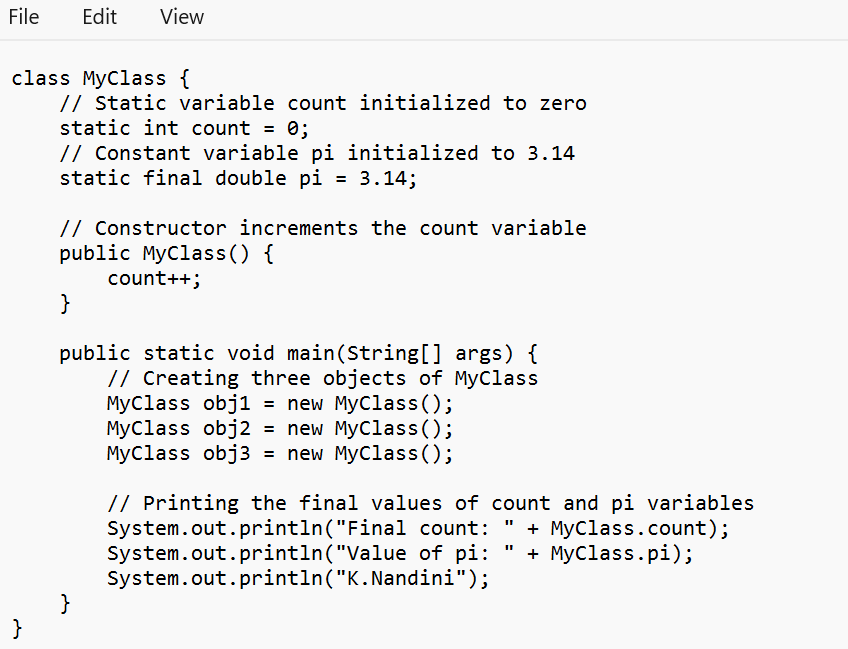 File Edit View
class MyClass {
    // Static variable count initialized to zero
    static int count = 0;
    // Constant variable pi initialized to 3.14
    static final double pi = 3.14;

    // Constructor increments the count variable
    public MyClass() {
        count++;
    }

    public static void main(String[] args) {
        // Creating three objects of MyClass
        MyClass obj1 = new MyClass();
        MyClass obj2 = new MyClass();
        MyClass obj3 = new MyClass();

        // Printing the final values of count and pi variables
        System.out.println("Final count: " + MyClass.count);
        System.out.println("Value of pi: " + MyClass.pi);
        System.out.println("K.Nandini");
    }
}